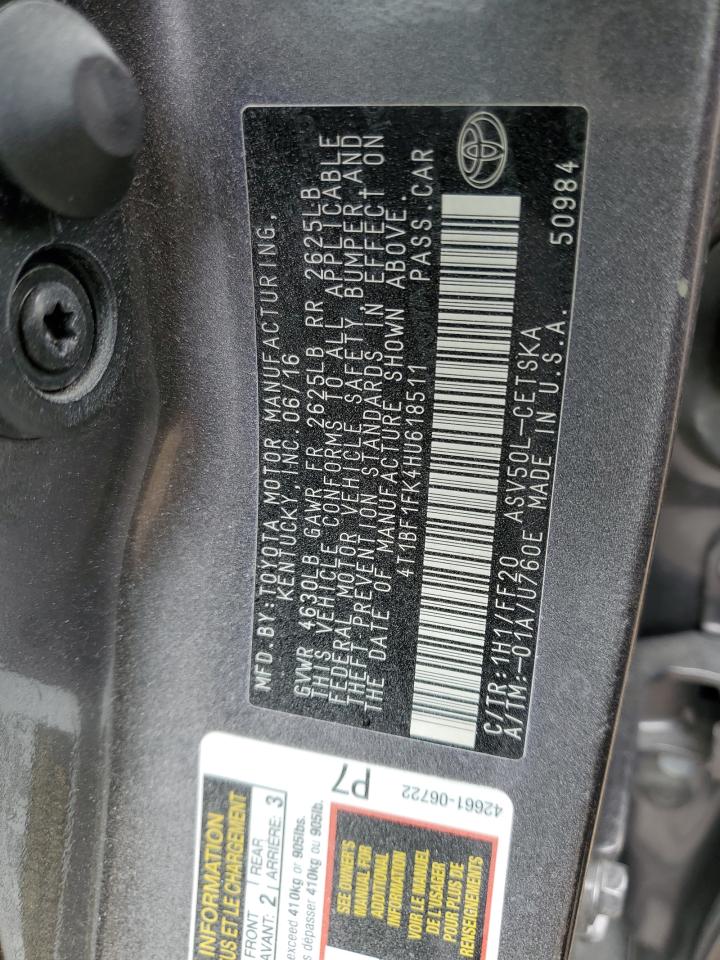 MFD. BY: TOYOTA MOTOR MANUFACTURING,
KENTUCKY, INC. 06/16
GVWR 4630LB GAWR FR 2625LB RR 2625LB
THIS VEHICLE CONFORMS TO ALL APPLICABLE
FEDERAL MOTOR VEHICLE SAFETY, BUMPER, AND
THEFT PREVENTION STANDARDS IN EFFECT ON
THE DATE OF MANUFACTURE SHOWN ABOVE.
4T1BF1FK4HU618511 PASS. CAR
C/TR: 1H1/FF20 ASV50L-CETSKA
A/TM: -01A/U760E MADE IN U.S.A. 50984
INFORMATION
US ET LE CHARGEMENT
FRONT REAR
AVANT: 2 ARRIÈRE: 3
exceed 410kg or 905lbs.
s dépasser 410kg ou 905lb.
P7
42661-06722
SEE OWNER'S
MANUAL FOR
ADDITIONAL
INFORMATION
VOIR LE MANUEL
DE L'USAGER
POUR PLUS DE
RENSEIGNEMENTS